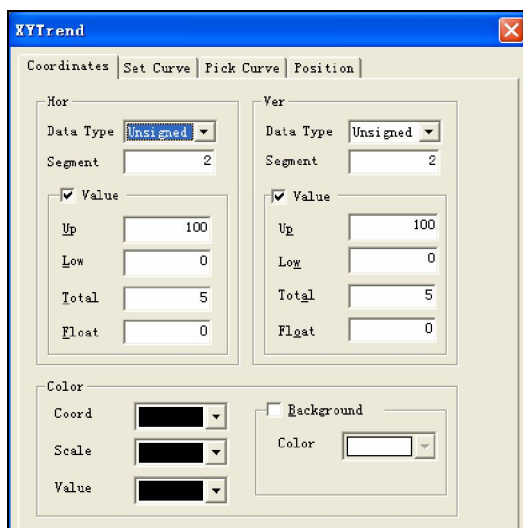 XYTrend
Coordinates Set Curve Pick Curve Position
Hor
Data Type Unsigned
Segment 2
Value
Up 100
Low 0
Total 5
Float 0
Ver
Data Type Unsigned
Segment 2
Value
Up 100
Low 0
Total 5
Float 0
Color
Coord
Scale
Value
Background
Color